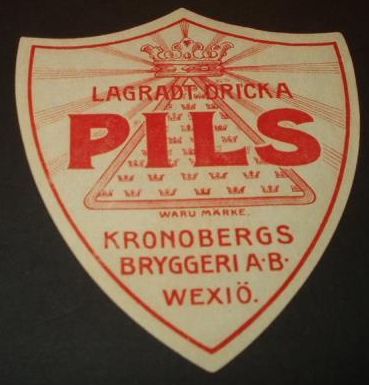 LAGRADT DRICKA
PILS
WARU MÄRKE.
KRONOBERGS
BRYGGERI A·B·
WEXIÖ.